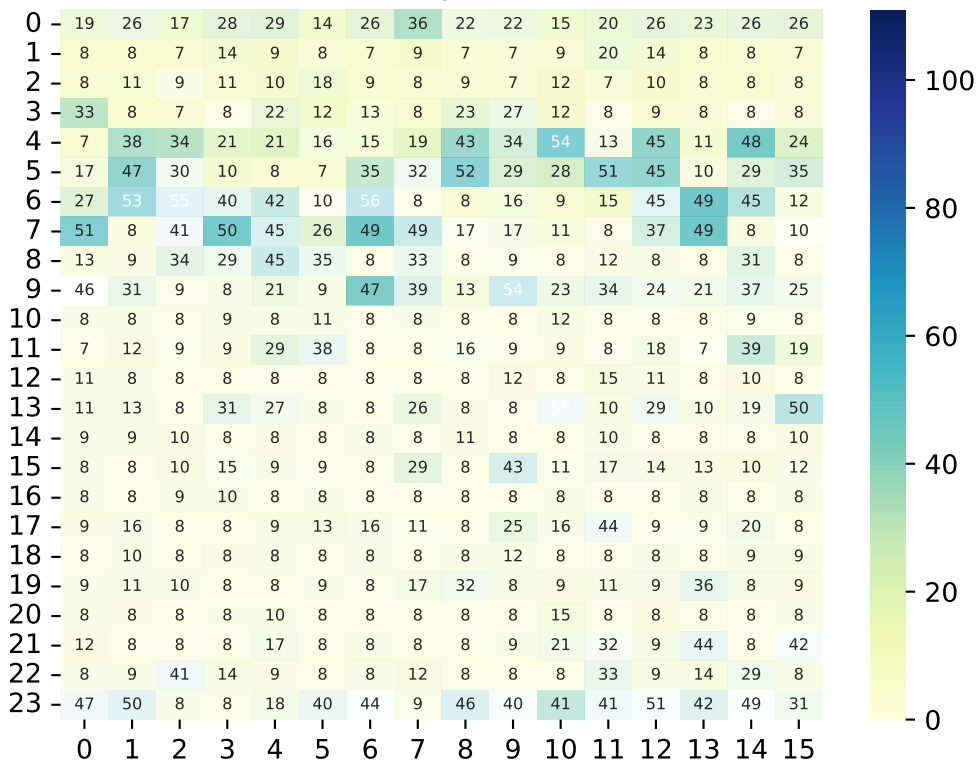 0 19 26 17 28 29 14 26 36 22 22 15 20 26 23 26 26
1 8 8 7 14 9 8 7 9 7 7 9 20 14 8 8 7
100
2 8 11 9 11 10 18 9 8 9 7 12 7 10 8 8 8
3 33 8 7 8 22 12 13 8 23 27 12 8 9 8 8 8
4 7 38 34 21 21 16 15 19 43 34 54 13 45 11 48 24
5 17 47 30 10 8 7 35 32 52 29 28 51 45 10 29 35
6 27 53 55 40 42 10 56 8 8 16 9 15 45 49 45 12
80
7 51 8 41 50 45 26 49 49 17 17 11 8 37 49 8 10
8 13 9 34 29 45 35 8 33 8 9 8 12 8 8 31 8
9 46 31 9 8 21 9 47 39 13 54 23 34 24 21 37 25
10 8 8 8 9 8 11 8 8 8 8 12 8 8 8 9 8
60
11 7 12 9 9 29 38 8 8 16 9 9 8 18 7 39 19
12 11 8 8 8 8 8 8 8 8 12 8 15 11 8 10 8
13 11 13 8 31 27 8 8 26 8 8 55 10 29 10 19 50
14 9 9 10 8 8 8 8 8 11 8 8 10 8 8 8 10
15 8 8 10 15 9 9 8 29 8 43 11 17 14 13 10 12
40
16 8 8 9 10 8 8 8 8 8 8 8 8 8 8 8 8
17 9 16 8 8 9 13 16 11 8 25 16 44 9 9 20 8
18 8 10 8 8 8 8 8 8 8 12 8 8 8 8 9 9
19 9 11 10 8 8 9 8 17 32 8 9 11 9 36 8 9
20
20 8 8 8 8 10 8 8 8 8 8 15 8 8 8 8 8
21 12 8 8 8 17 8 8 8 8 9 21 32 9 44 8 42
22 8 9 41 14 9 8 8 12 8 8 8 33 9 14 29 8
23 47 50 8 8 18 40 44 9 46 40 41 41 51 42 49 31
0
0 1 2 3 4 5 6 7 8 9 10 11 12 13 14 15